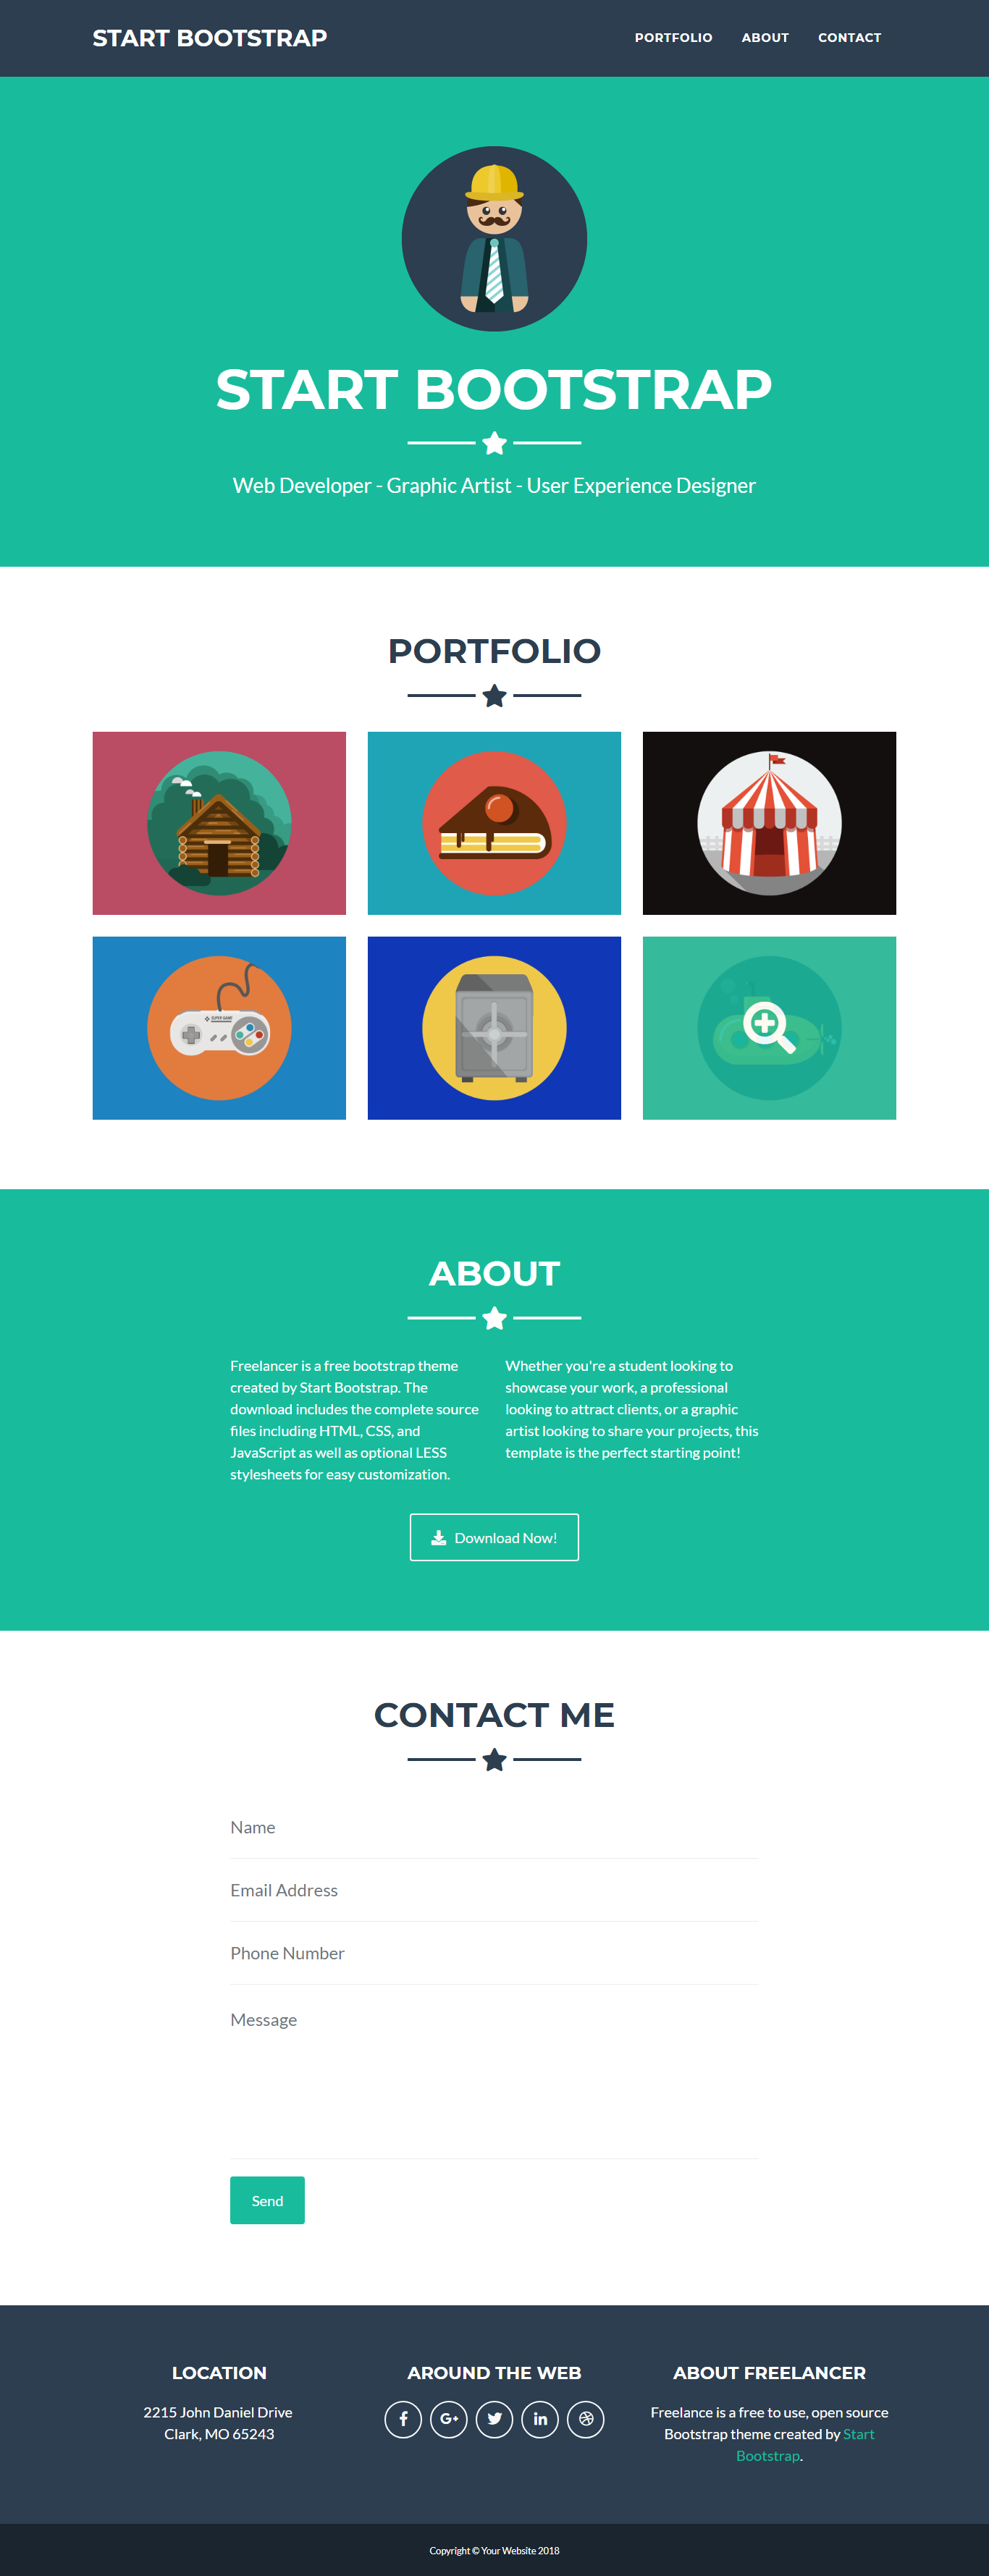 START BOOTSTRAP
PORTFOLIO ABOUT CONTACT
START BOOTSTRAP
Web Developer - Graphic Artist - User Experience Designer
PORTFOLIO
SUPER GAME
ABOUT
Freelancer is a free bootstrap theme
created by Start Bootstrap. The
download includes the complete source
files including HTML, CSS, and
JavaScript as well as optional LESS
stylesheets for easy customization.
Whether you're a student looking to
showcase your work, a professional
looking to attract clients, or a graphic
artist looking to share your projects, this
template is the perfect starting point!
Download Now!
CONTACT ME
Name
Email Address
Phone Number
Message
Send
LOCATION
2215 John Daniel Drive
Clark, MO 65243
AROUND THE WEB
ABOUT FREELANCER
Freelance is a free to use, open source
Bootstrap theme created by Start
Bootstrap.
Copyright © Your Website 2018